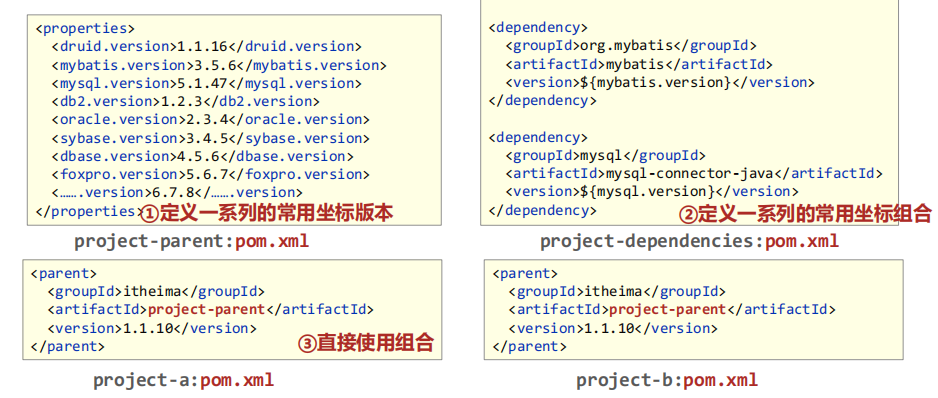 <properties>
<druid.version>1.1.16</druid.version>
<mybatis.version>3.5.6</mybatis.version>
<mysql.version>5.1.47</mysql.version>
<db2.version>1.2.3</db2.version>
<oracle.version>2.3.4</oracle.version>
<sybase.version>3.4.5</sybase.version>
<dbase.version>4.5.6</dbase.version>
<foxpro.version>5.6.7</foxpro.version>
<…….version>6.7.8</…….version>
</properties>①定义一系列的常用坐标版本
project-parent:pom.xml
<dependency>
<groupId>org.mybatis</groupId>
<artifactId>mybatis</artifactId>
<version>${mybatis.version}</version>
</dependency>
<dependency>
<groupId>mysql</groupId>
<artifactId>mysql-connector-java</artifactId>
<version>${mysql.version}</version>
</dependency>
②定义一系列的常用坐标组合
project-dependencies:pom.xml
<parent>
<groupId>itheima</groupId>
<artifactId>project-parent</artifactId>
<version>1.1.10</version>
</parent>
③直接使用组合
project-a:pom.xml
<parent>
<groupId>itheima</groupId>
<artifactId>project-parent</artifactId>
<version>1.1.10</version>
</parent>
project-b:pom.xml